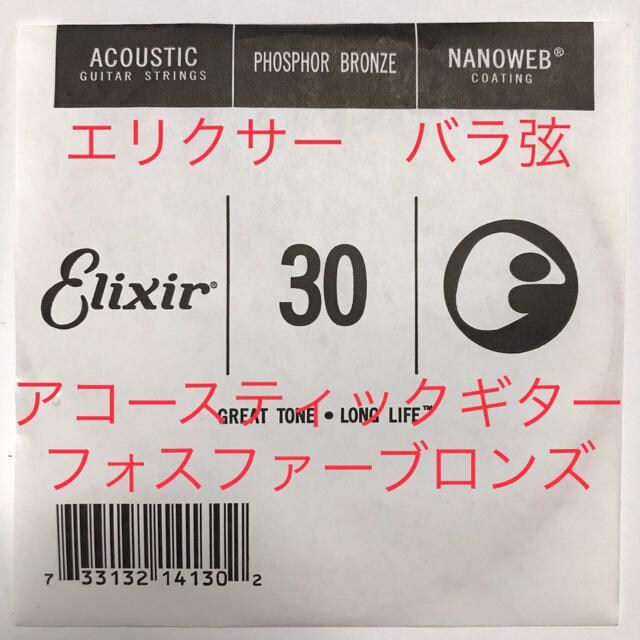 ACOUSTIC
GUITAR STRINGS
PHOSPHOR BRONZE
NANOWEB®
COATING
エリクサー　バラ弦
Elixir®
30
アコースティックギター
GREAT TONE • LONG LIFE™
フォスファーブロンズ
7 33132 14130 2